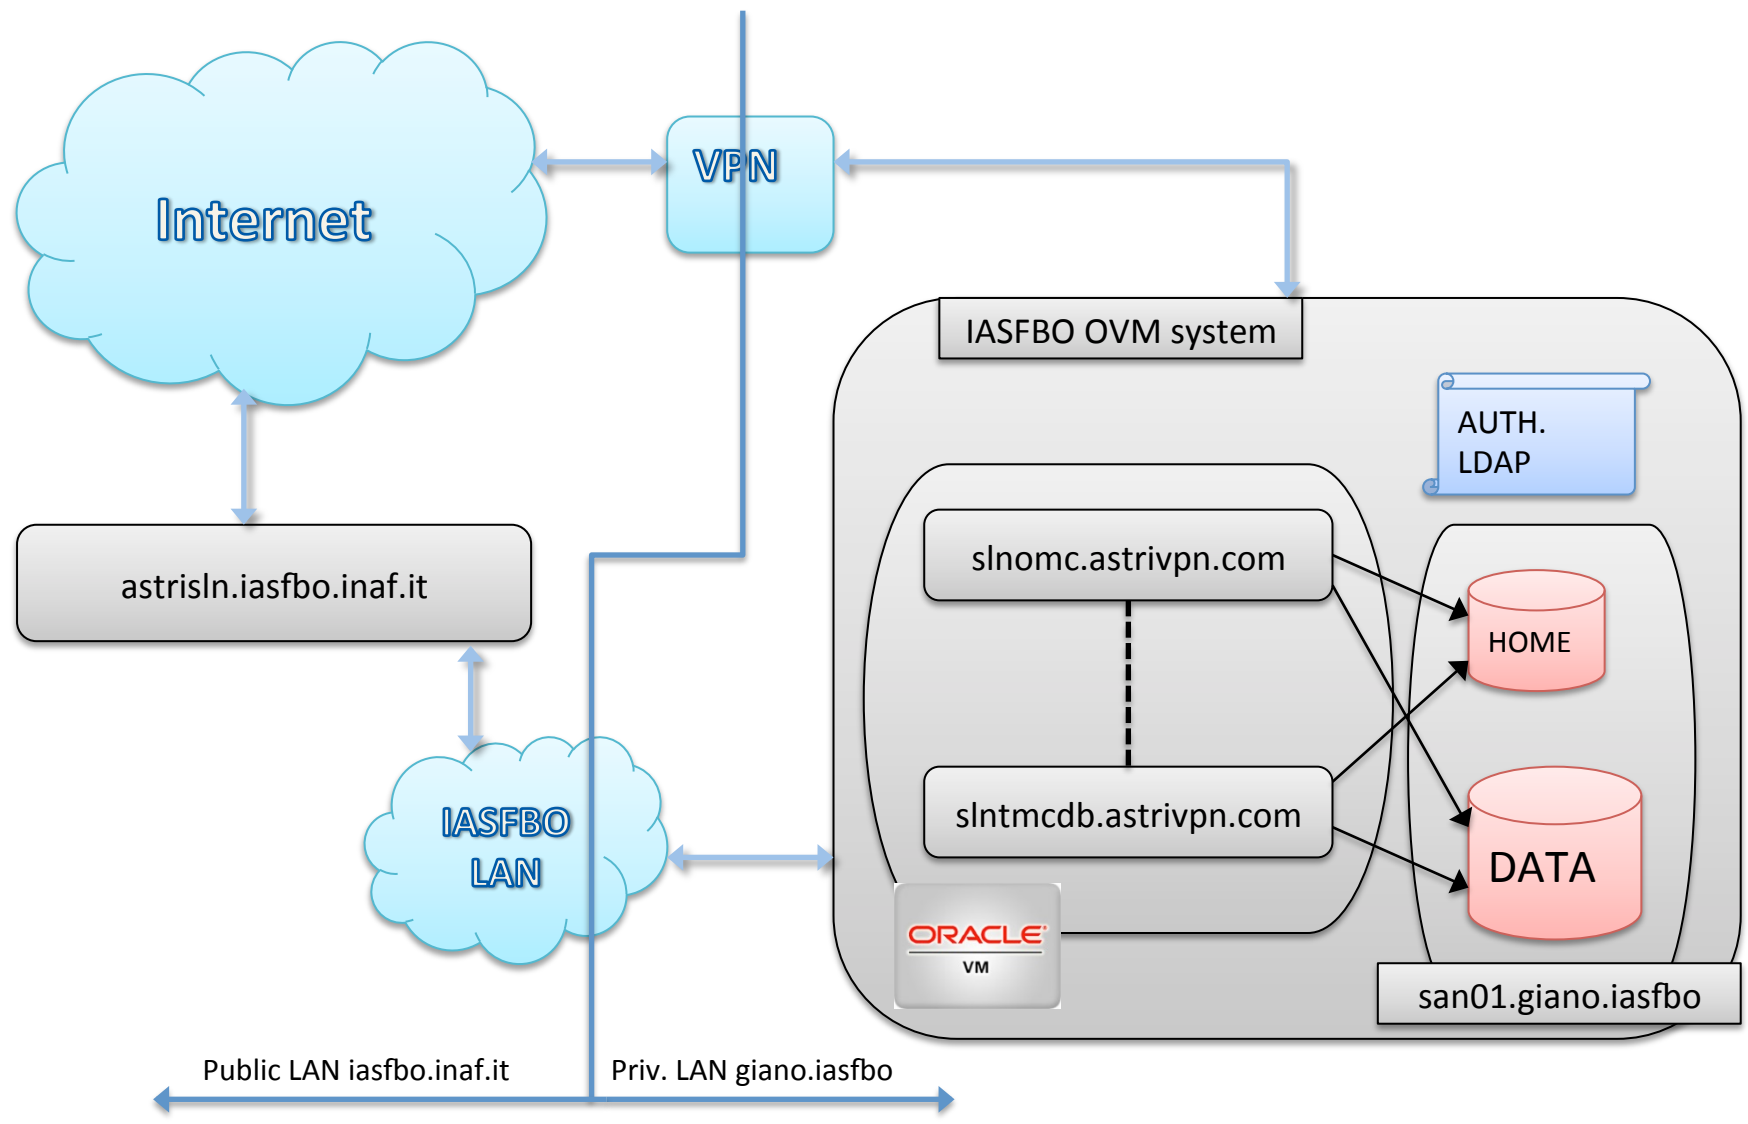 VPN
Internet
IASFBO OVM system
AUTH.
LDAP
slnomc.astrivpn.com
astrisln.iasfbo.inaf.it
HOME
slntmcdb.astrivpn.com
IASFBO
LAN
DATA
ORACLE
VM
san01.giano.iasfbo
Public LAN iasfbo.inaf.it
Priv. LAN giano.iasfbo